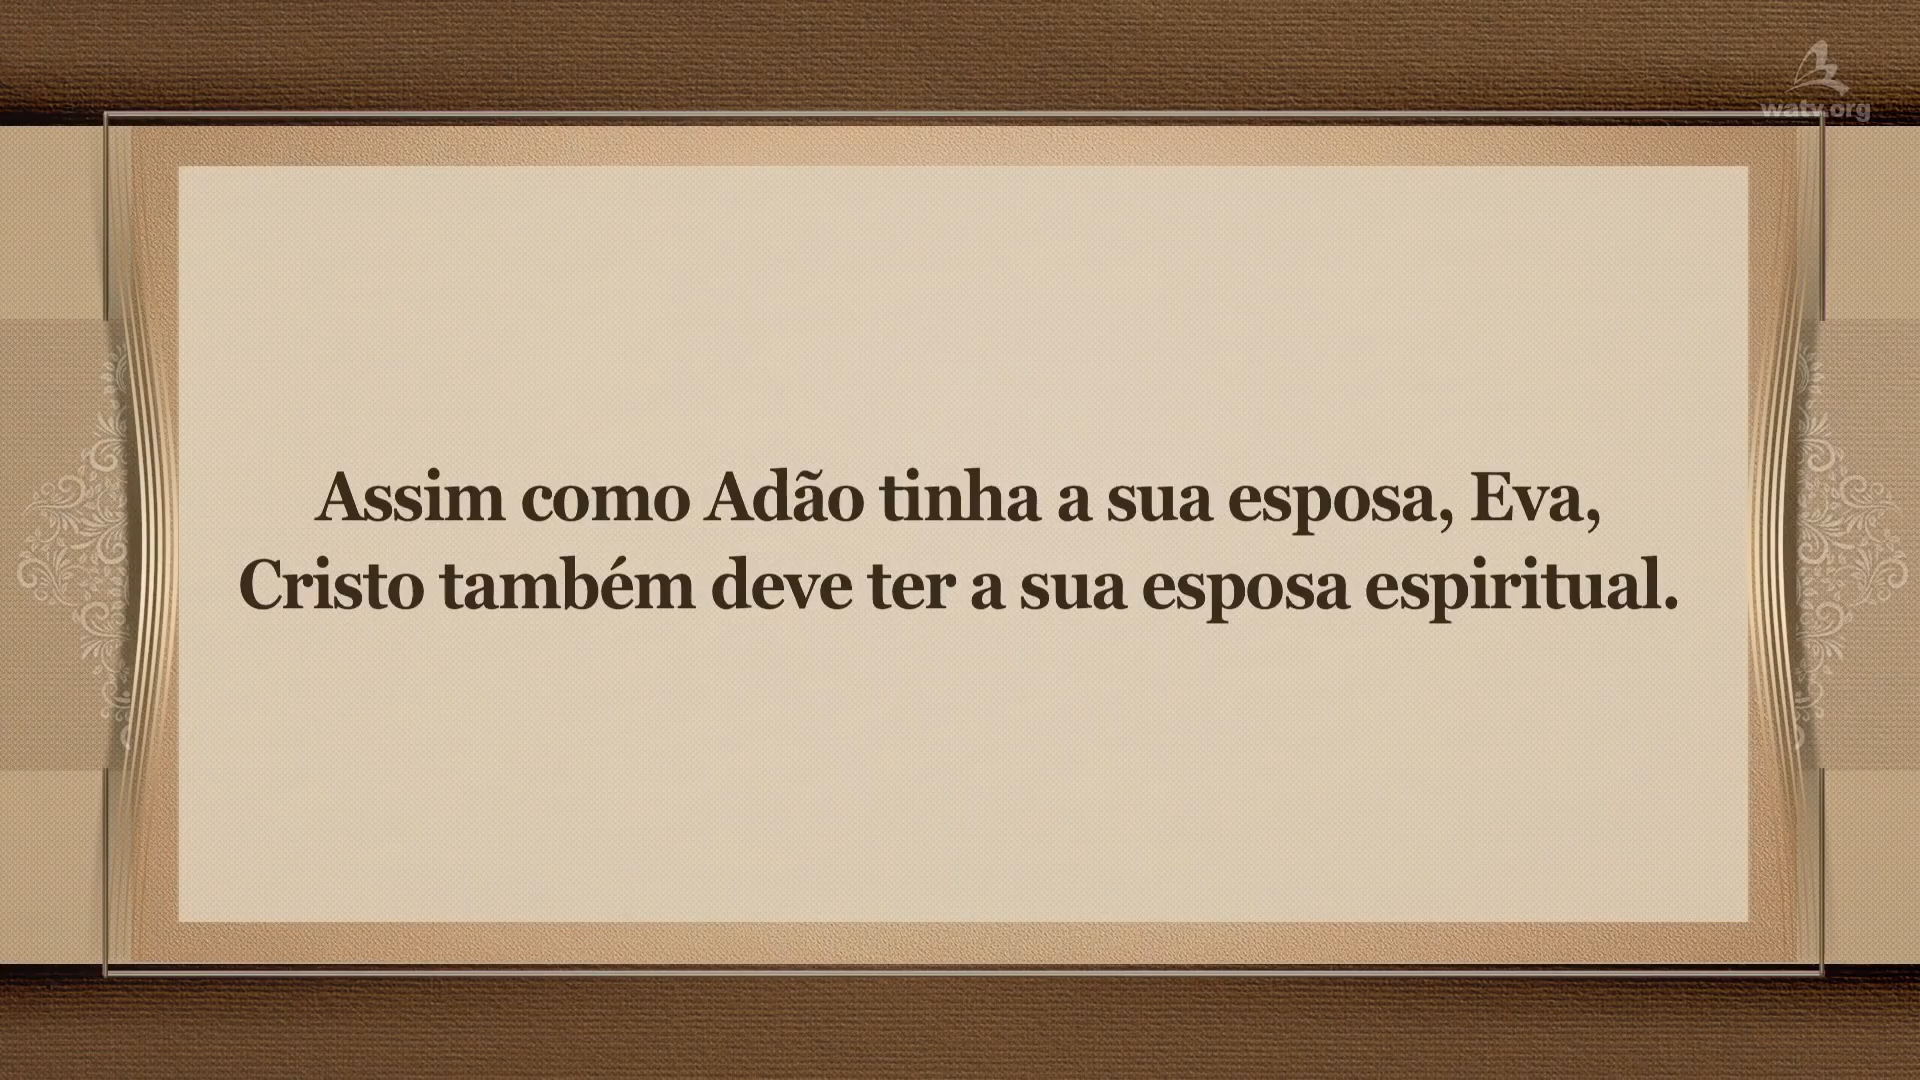 watv.org
Assim como Adão tinha a sua esposa, Eva,
Cristo também deve ter a sua esposa espiritual.